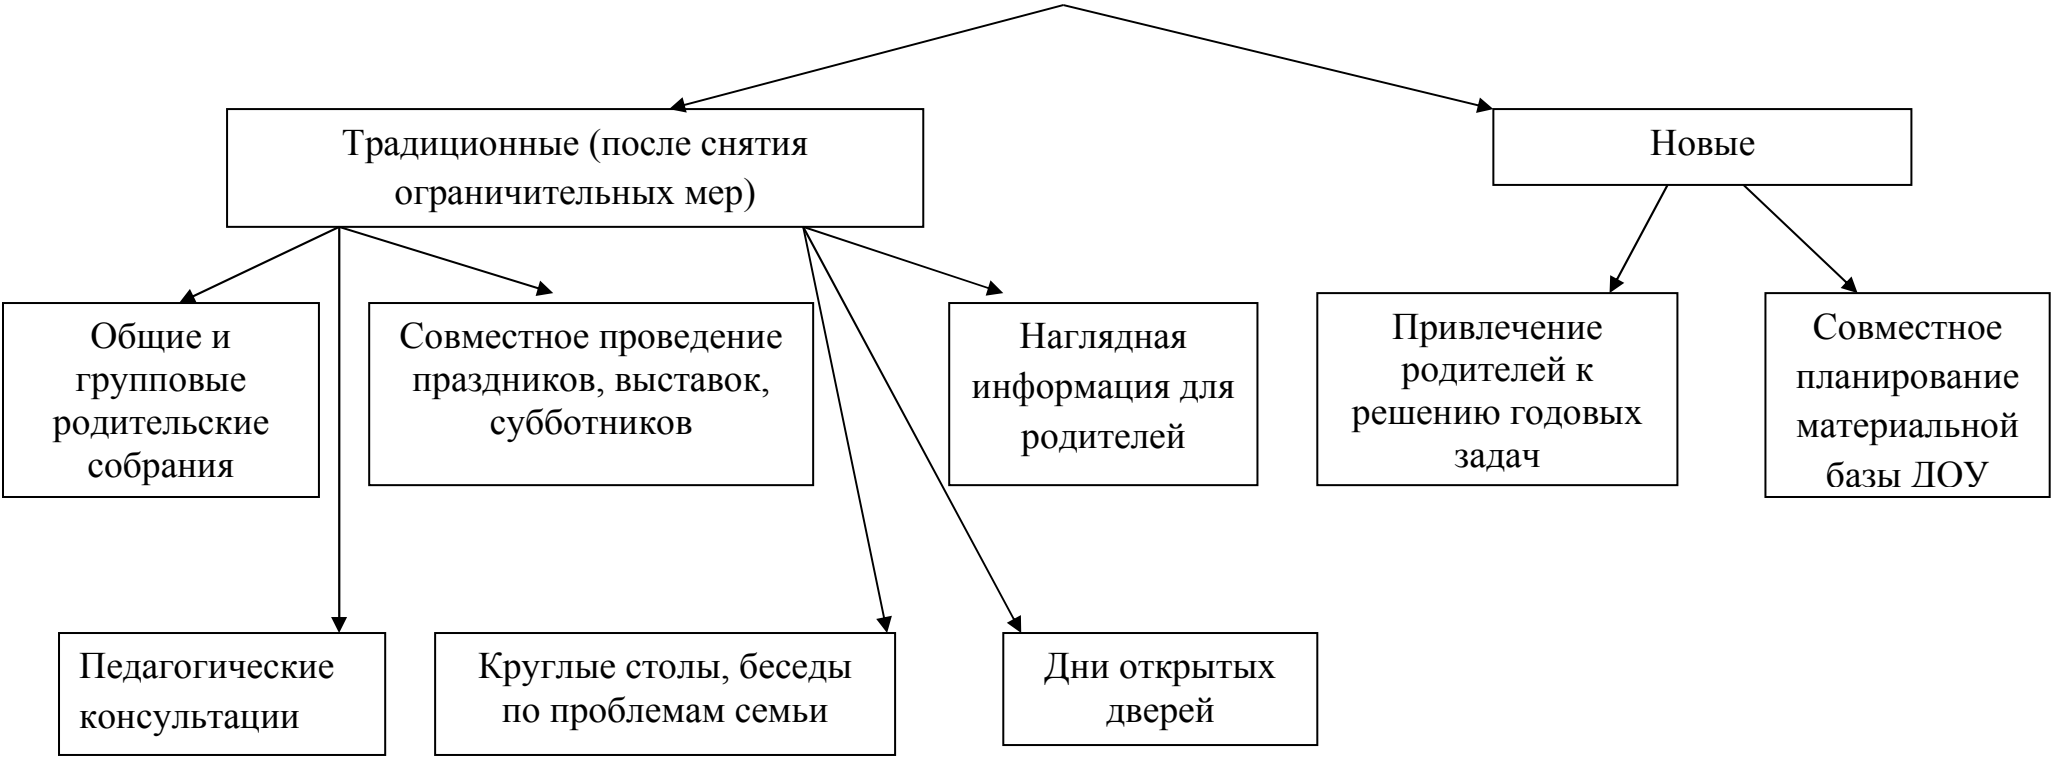 Традиционные (после снятия
ограничительных мер)
Новые
Общие и
групповые
родительские
собрания
Совместное проведение
праздников, выставок,
субботников
Наглядная
информация для
родителей
Привлечение
родителей к
решению годовых
задач
Совместное
планирование
материальной
базы ДОУ
Педагогические
консультации
Круглые столы, беседы
по проблемам семьи
Дни открытых
дверей